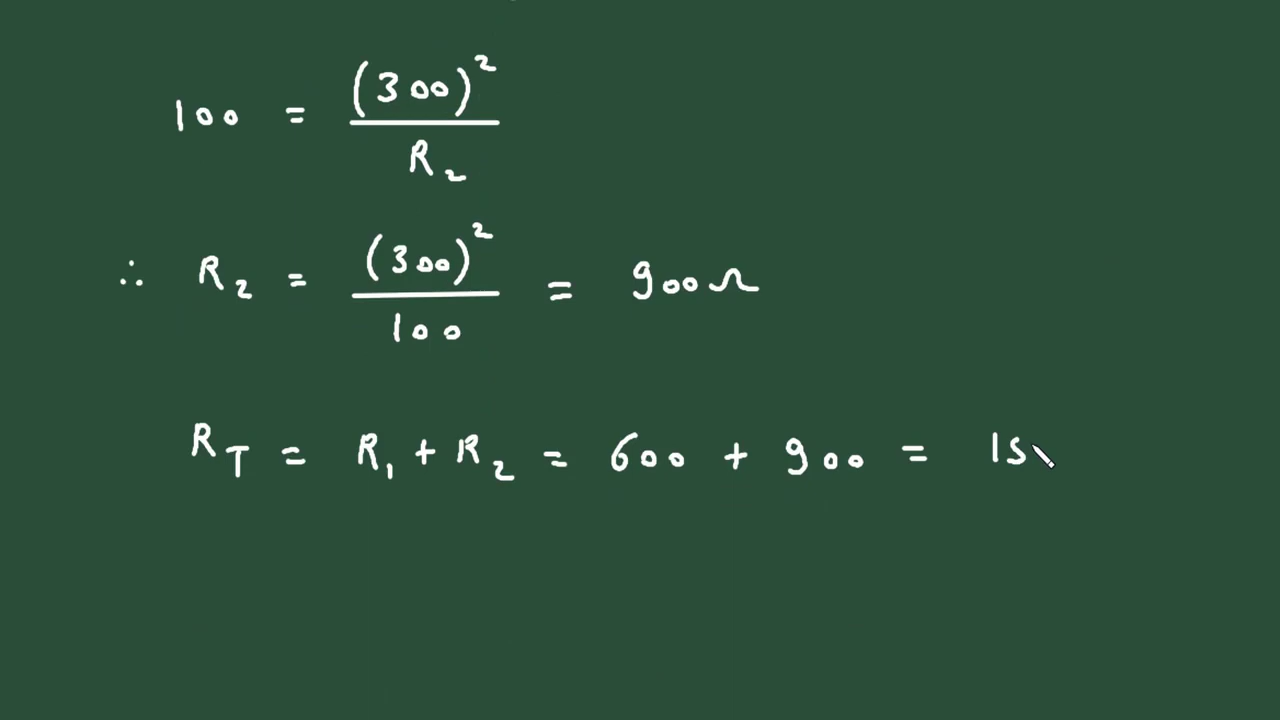 100 = (300)² / R₂
∴ R₂ = (300)² / 100 = 900Ω
R_T = R₁ + R₂ = 600 + 900 = 15